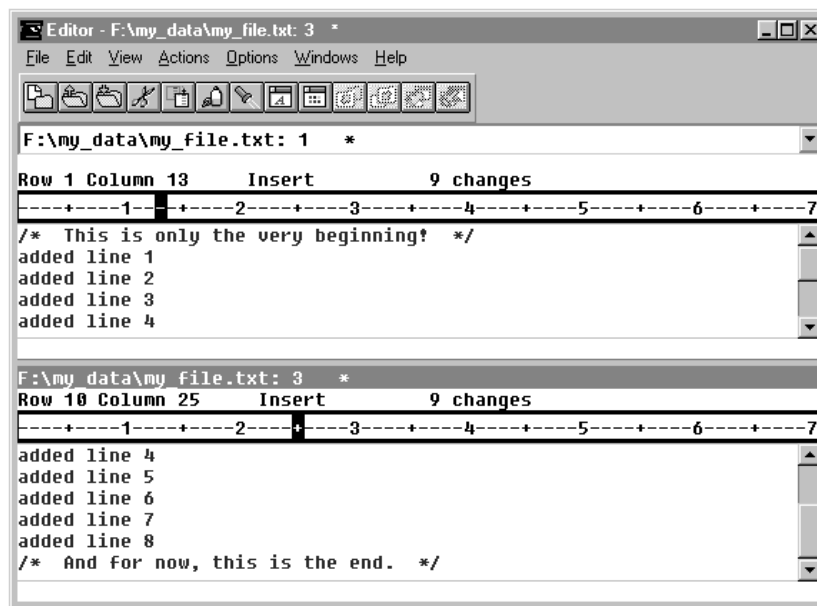 Editor - F:\my_data\my_file.txt: 3 *
File Edit View Actions Options Windows Help
F:\my_data\my_file.txt: 1 *
Row 1 Column 13 Insert 9 changes
----+----1--- -+----2----+----3----+----4----+----5----+----6----+----7
/* This is only the very beginning! */
added line 1
added line 2
added line 3
added line 4
F:\my_data\my_file.txt: 3 *
Row 10 Column 25 Insert 9 changes
----+----1----+----2----+----3----+----4----+----5----+----6----+----7
added line 4
added line 5
added line 6
added line 7
added line 8
/* And for now, this is the end. */